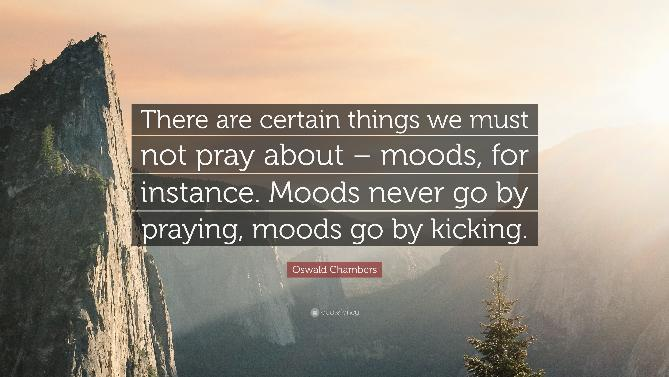 There are certain things we must
not pray about – moods, for
instance. Moods never go by
praying, moods go by kicking.
Oswald Chambers